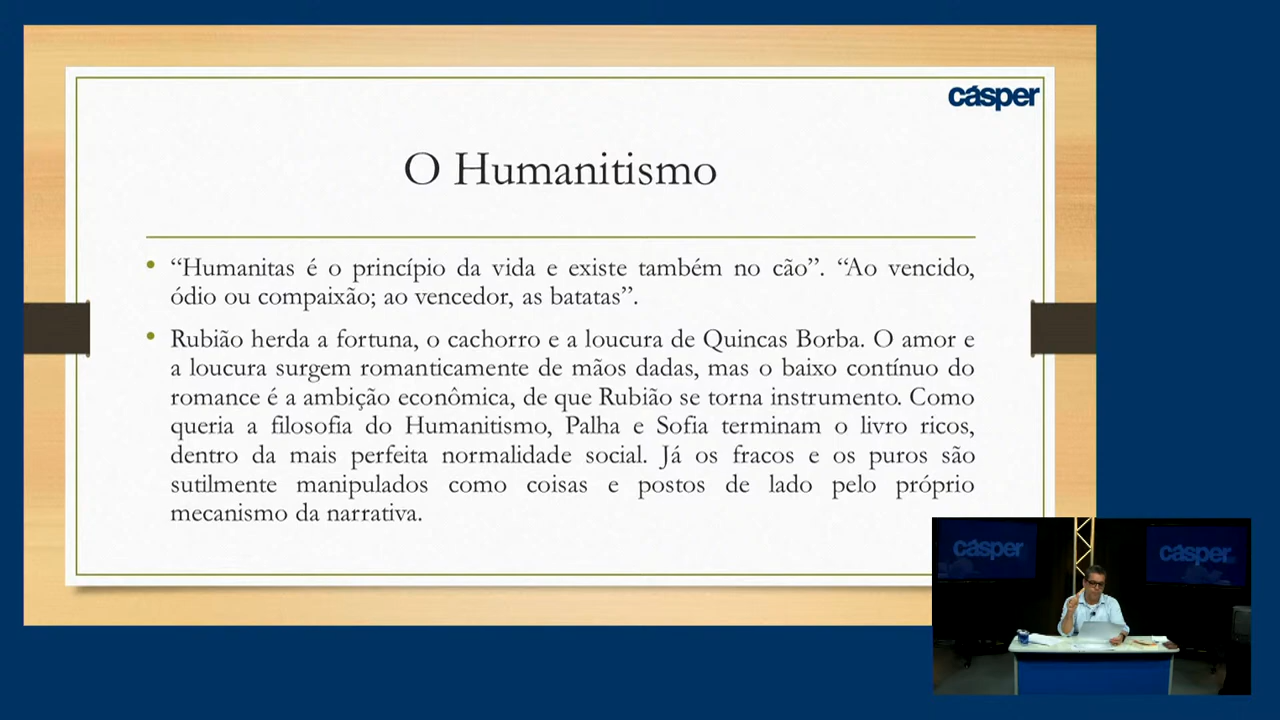 cásper
O Humanitismo
• “Humanitas é o princípio da vida e existe também no cão”. “Ao vencido,
ódio ou compaixão; ao vencedor, as batatas”.
• Rubião herda a fortuna, o cachorro e a loucura de Quincas Borba. O amor e
a loucura surgem romanticamente de mãos dadas, mas o baixo contínuo do
romance é a ambição econômica, de que Rubião se torna instrumento. Como
queria a filosofia do Humanitismo, Palha e Sofia terminam o livro ricos,
dentro da mais perfeita normalidade social. Já os fracos e os puros são
sutilmente manipulados como coisas e postos de lado pelo próprio
mecanismo da narrativa.
cásper
cásper